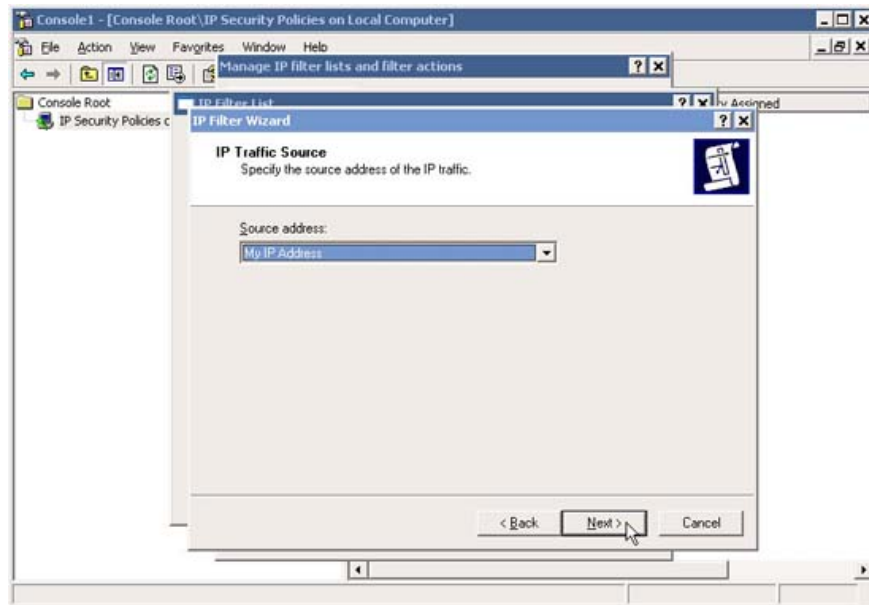 Console1 - [Console Root\IP Security Policies on Local Computer]
File Action View Favorites Window Help
Manage IP filter lists and filter actions
Console Root
IP Filter List
y Assigned
IP Security Policies c
IP Filter Wizard
IP Traffic Source
Specify the source address of the IP traffic.
Source address:
My IP Address
< Back Next > Cancel